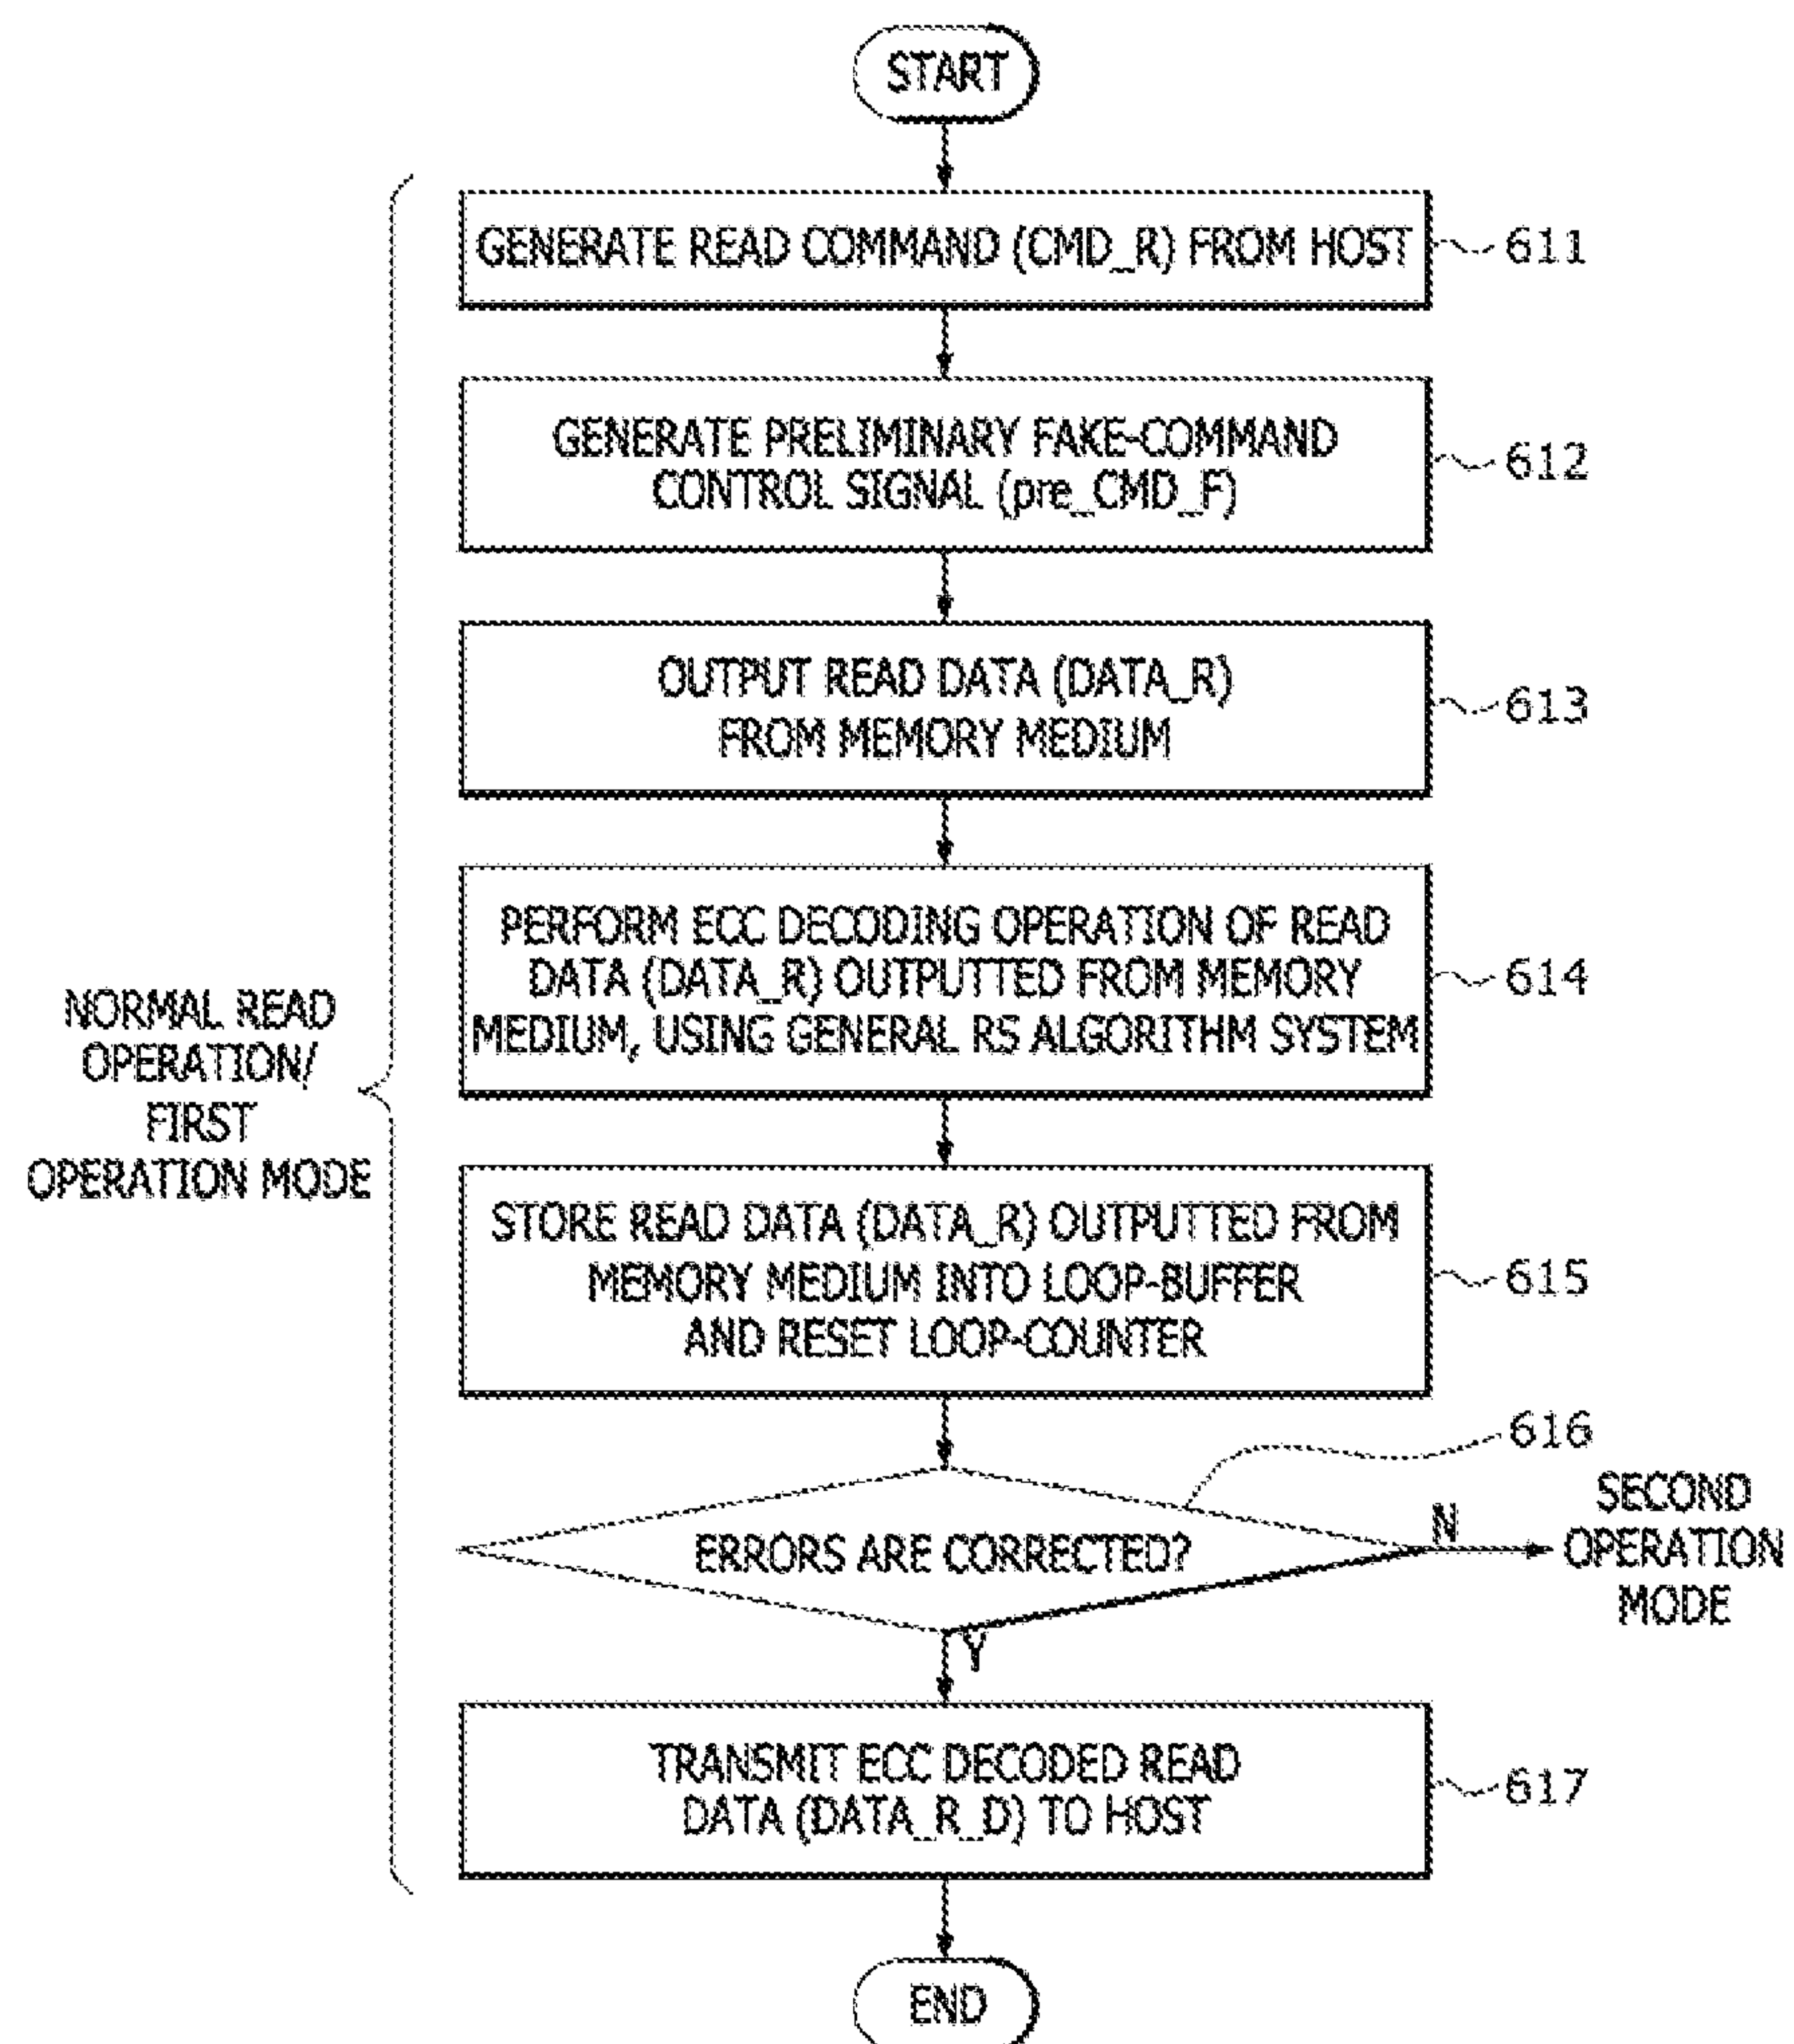 START
GENERATE READ COMMAND (CMD_R) FROM HOST
611
GENERATE PRELIMINARY FAKE-COMMAND
CONTROL SIGNAL (pre_CMD_F)
612
OUTPUT READ DATA (DATA_R)
FROM MEMORY MEDIUM
613
PERFORM ECC DECODING OPERATION OF READ
DATA (DATA_R) OUTPUTTED FROM MEMORY
MEDIUM, USING GENERAL RS ALGORITHM SYSTEM
614
NORMAL READ
OPERATION/
FIRST
OPERATION MODE
STORE READ DATA (DATA_R) OUTPUTTED FROM
MEMORY MEDIUM INTO LOOP-BUFFER
AND RESET LOOP-COUNTER
615
616
ERRORS ARE CORRECTED?
N
SECOND
OPERATION
MODE
Y
TRANSMIT ECC DECODED READ
DATA (DATA_R_D) TO HOST
617
END